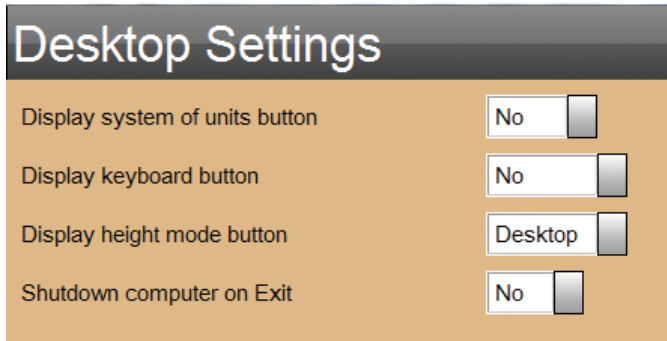 Desktop Settings
Display system of units button No
Display keyboard button No
Display height mode button Desktop
Shutdown computer on Exit No